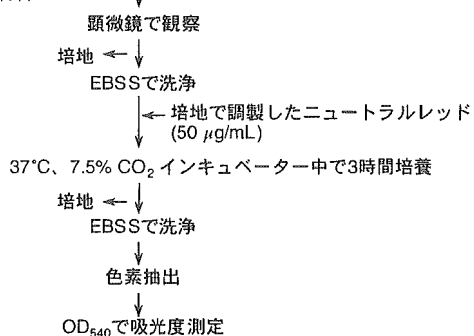 顕微鏡で観察
培地
EBSSで洗浄
培地で調製したニュートラルレッド
(50 μg/mL)
37°C、7.5% CO₂ インキュベーター中で3時間培養
培地
EBSSで洗浄
色素抽出
OD₅₄₀で吸光度測定